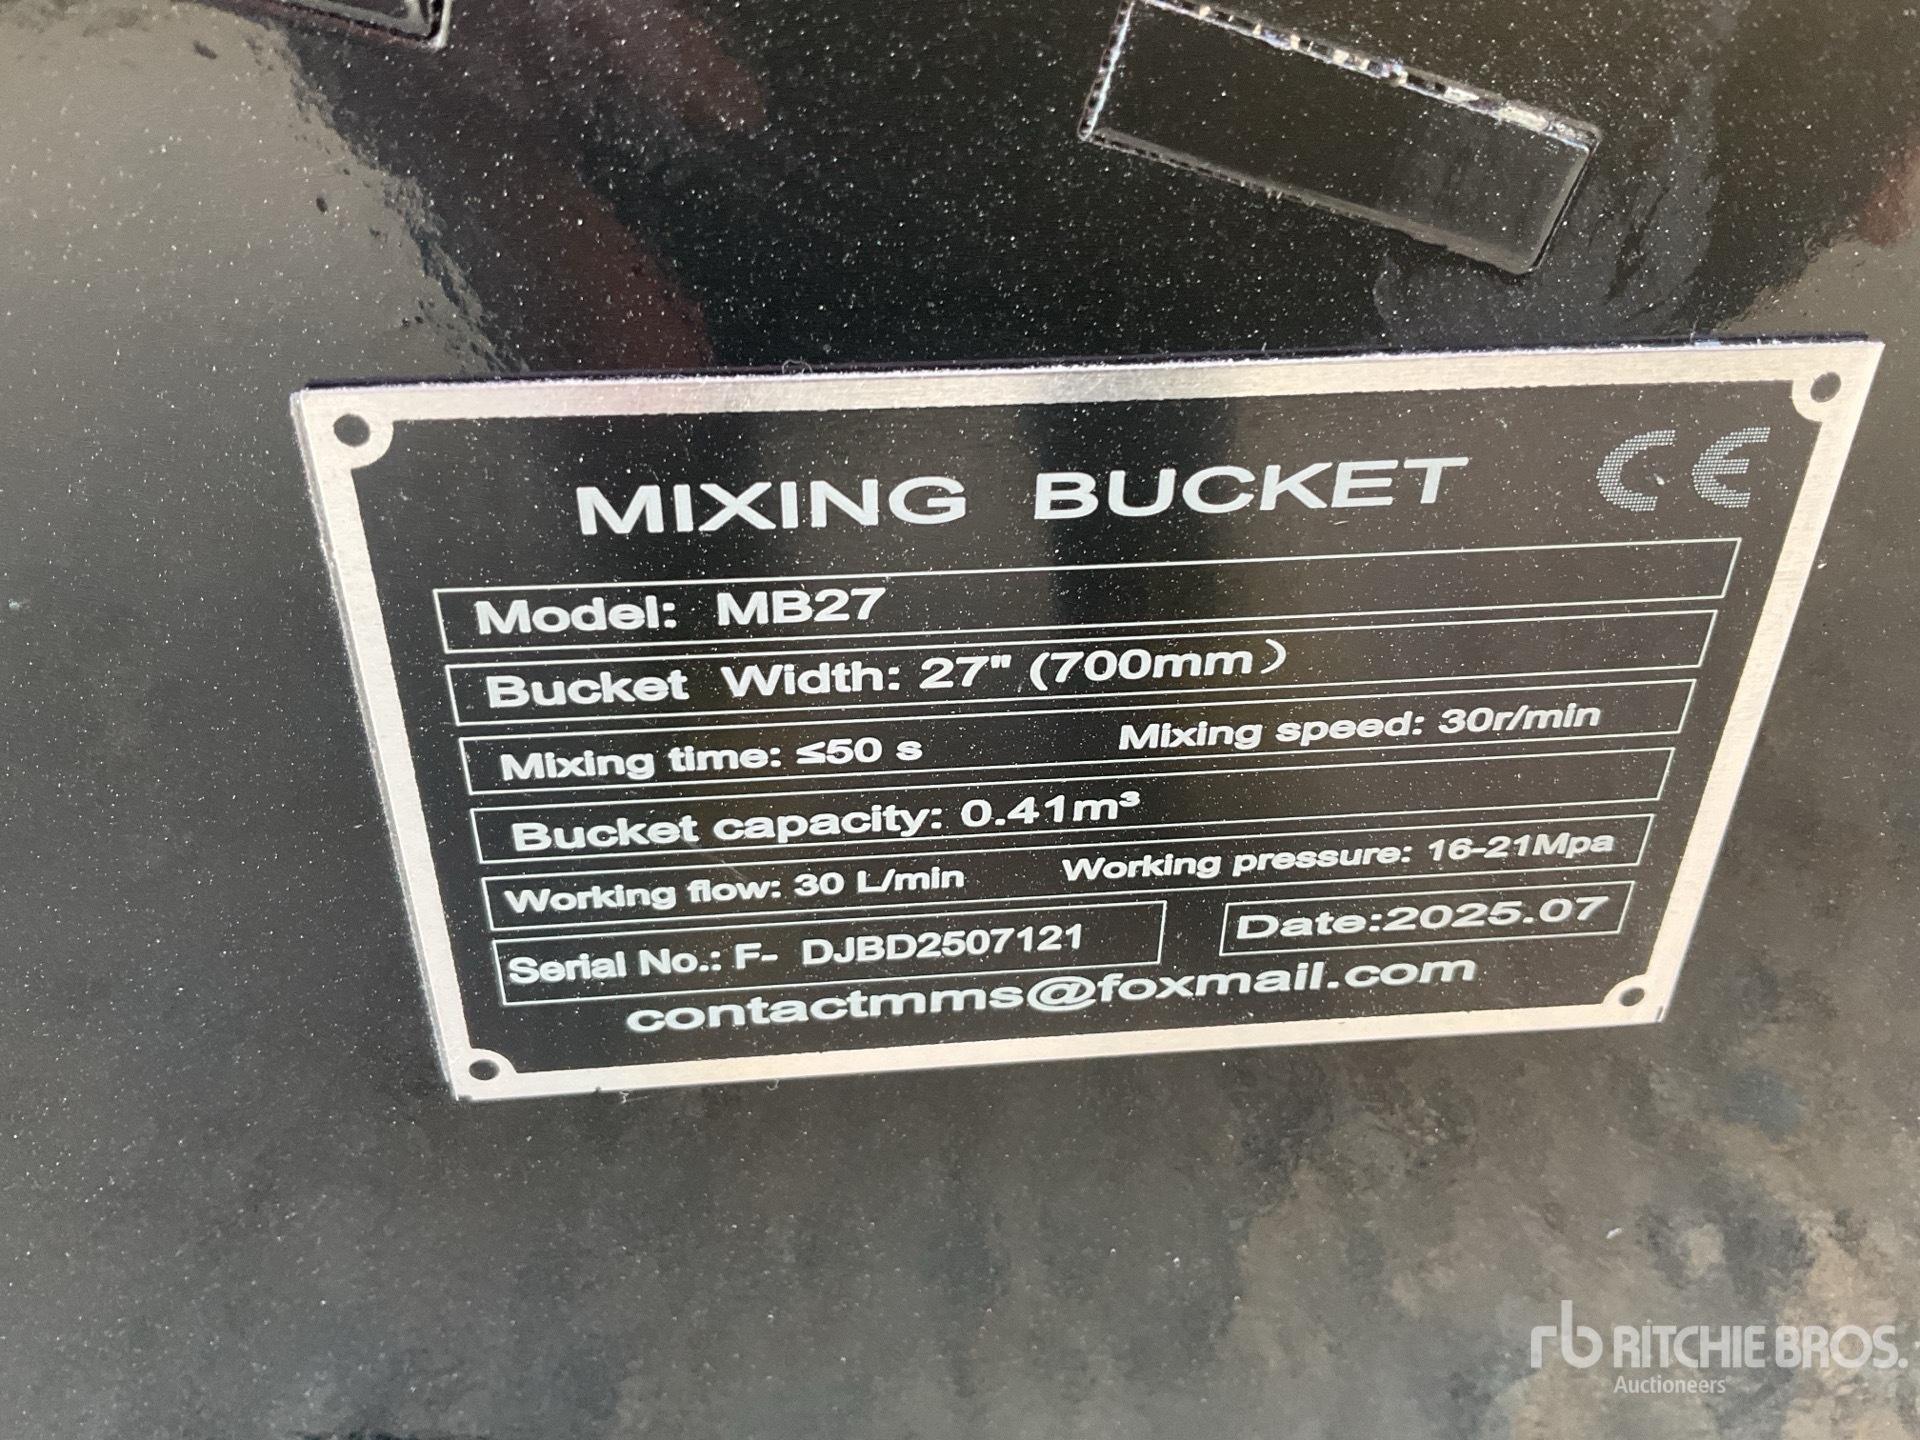 MIXING BUCKET CE
Model: MB27
Bucket Width: 27" (700mm)
Mixing time: ≤50 s Mixing speed: 30r/min
Bucket capacity: 0.41m³
Working flow: 30 L/min Working pressure: 16-21Mpa
Serial No.: F- DJBD2507121 Date:2025.07
contactmms@foxmail.com
rb RITCHIE BROS.
Auctioneers